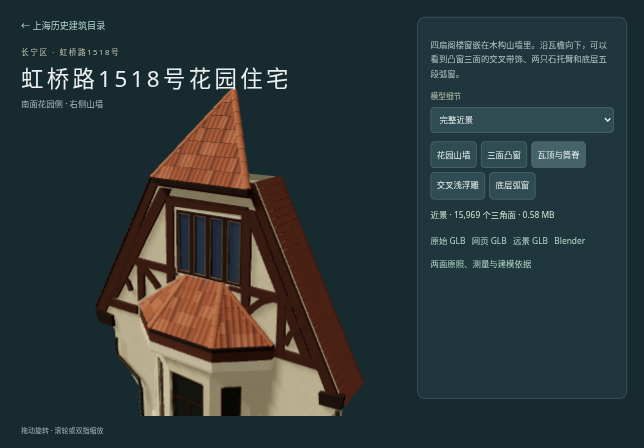 ← 上海历史建筑目录
长宁区 · 虹桥路1518号
虹桥路1518号花园住宅
南面花园侧 · 右侧山墙
四扇阁楼窗嵌在木构山墙里。沿瓦檐向下，可以
看到凸窗三面的交叉带饰、两只石托臂和底层五
段弧窗。
模型细节
完整近景
花园山墙 三面凸窗 瓦顶与筒脊
交叉浅浮雕 底层弧窗
近景 · 15,969 个三角面 · 0.58 MB
原始 GLB 网页 GLB 远景 GLB Blender
两面原照、测量与建模依据
拖动旋转 · 滚轮或双指缩放